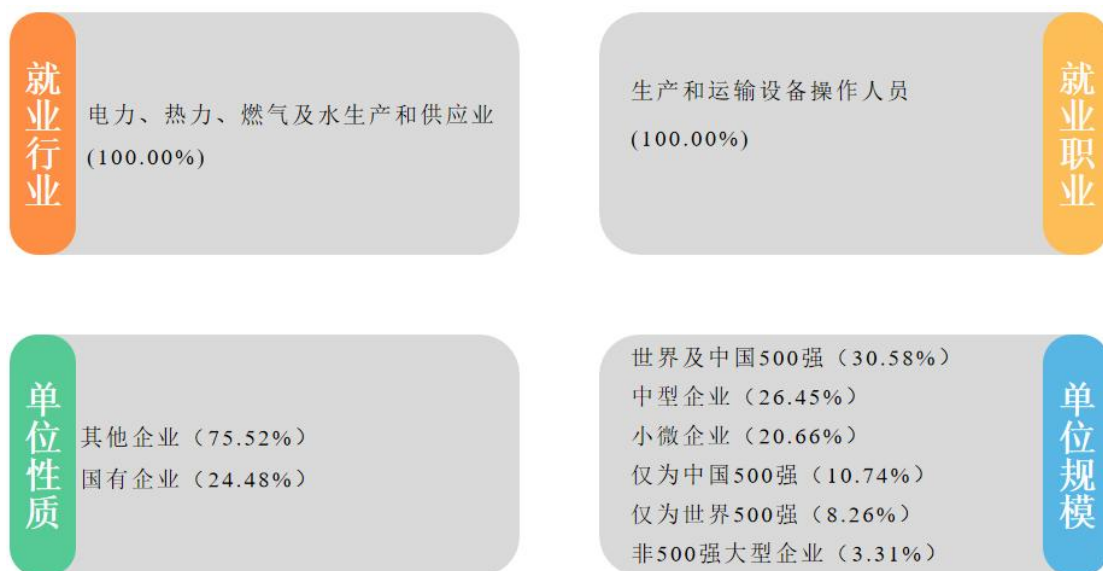 就业行业
电力、热力、燃气及水生产和供应业
(100.00%)
生产和运输设备操作人员
(100.00%)
就业职业
单位性质
其他企业（75.52%）
国有企业（24.48%）
世界及中国500强（30.58%）
中型企业（26.45%）
小微企业（20.66%）
仅为中国500强（10.74%）
仅为世界500强（8.26%）
非500强大型企业（3.31%）
单位规模